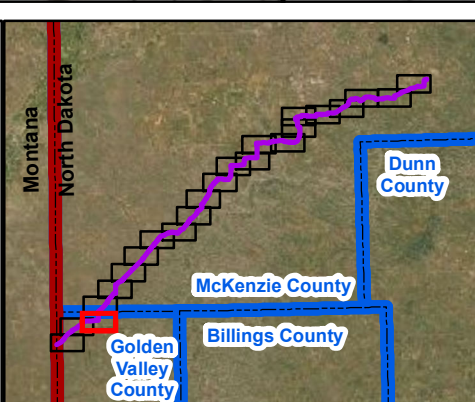 Montana
North Dakota
Dunn
County
McKenzie County
Billings County
Golden
Valley
County